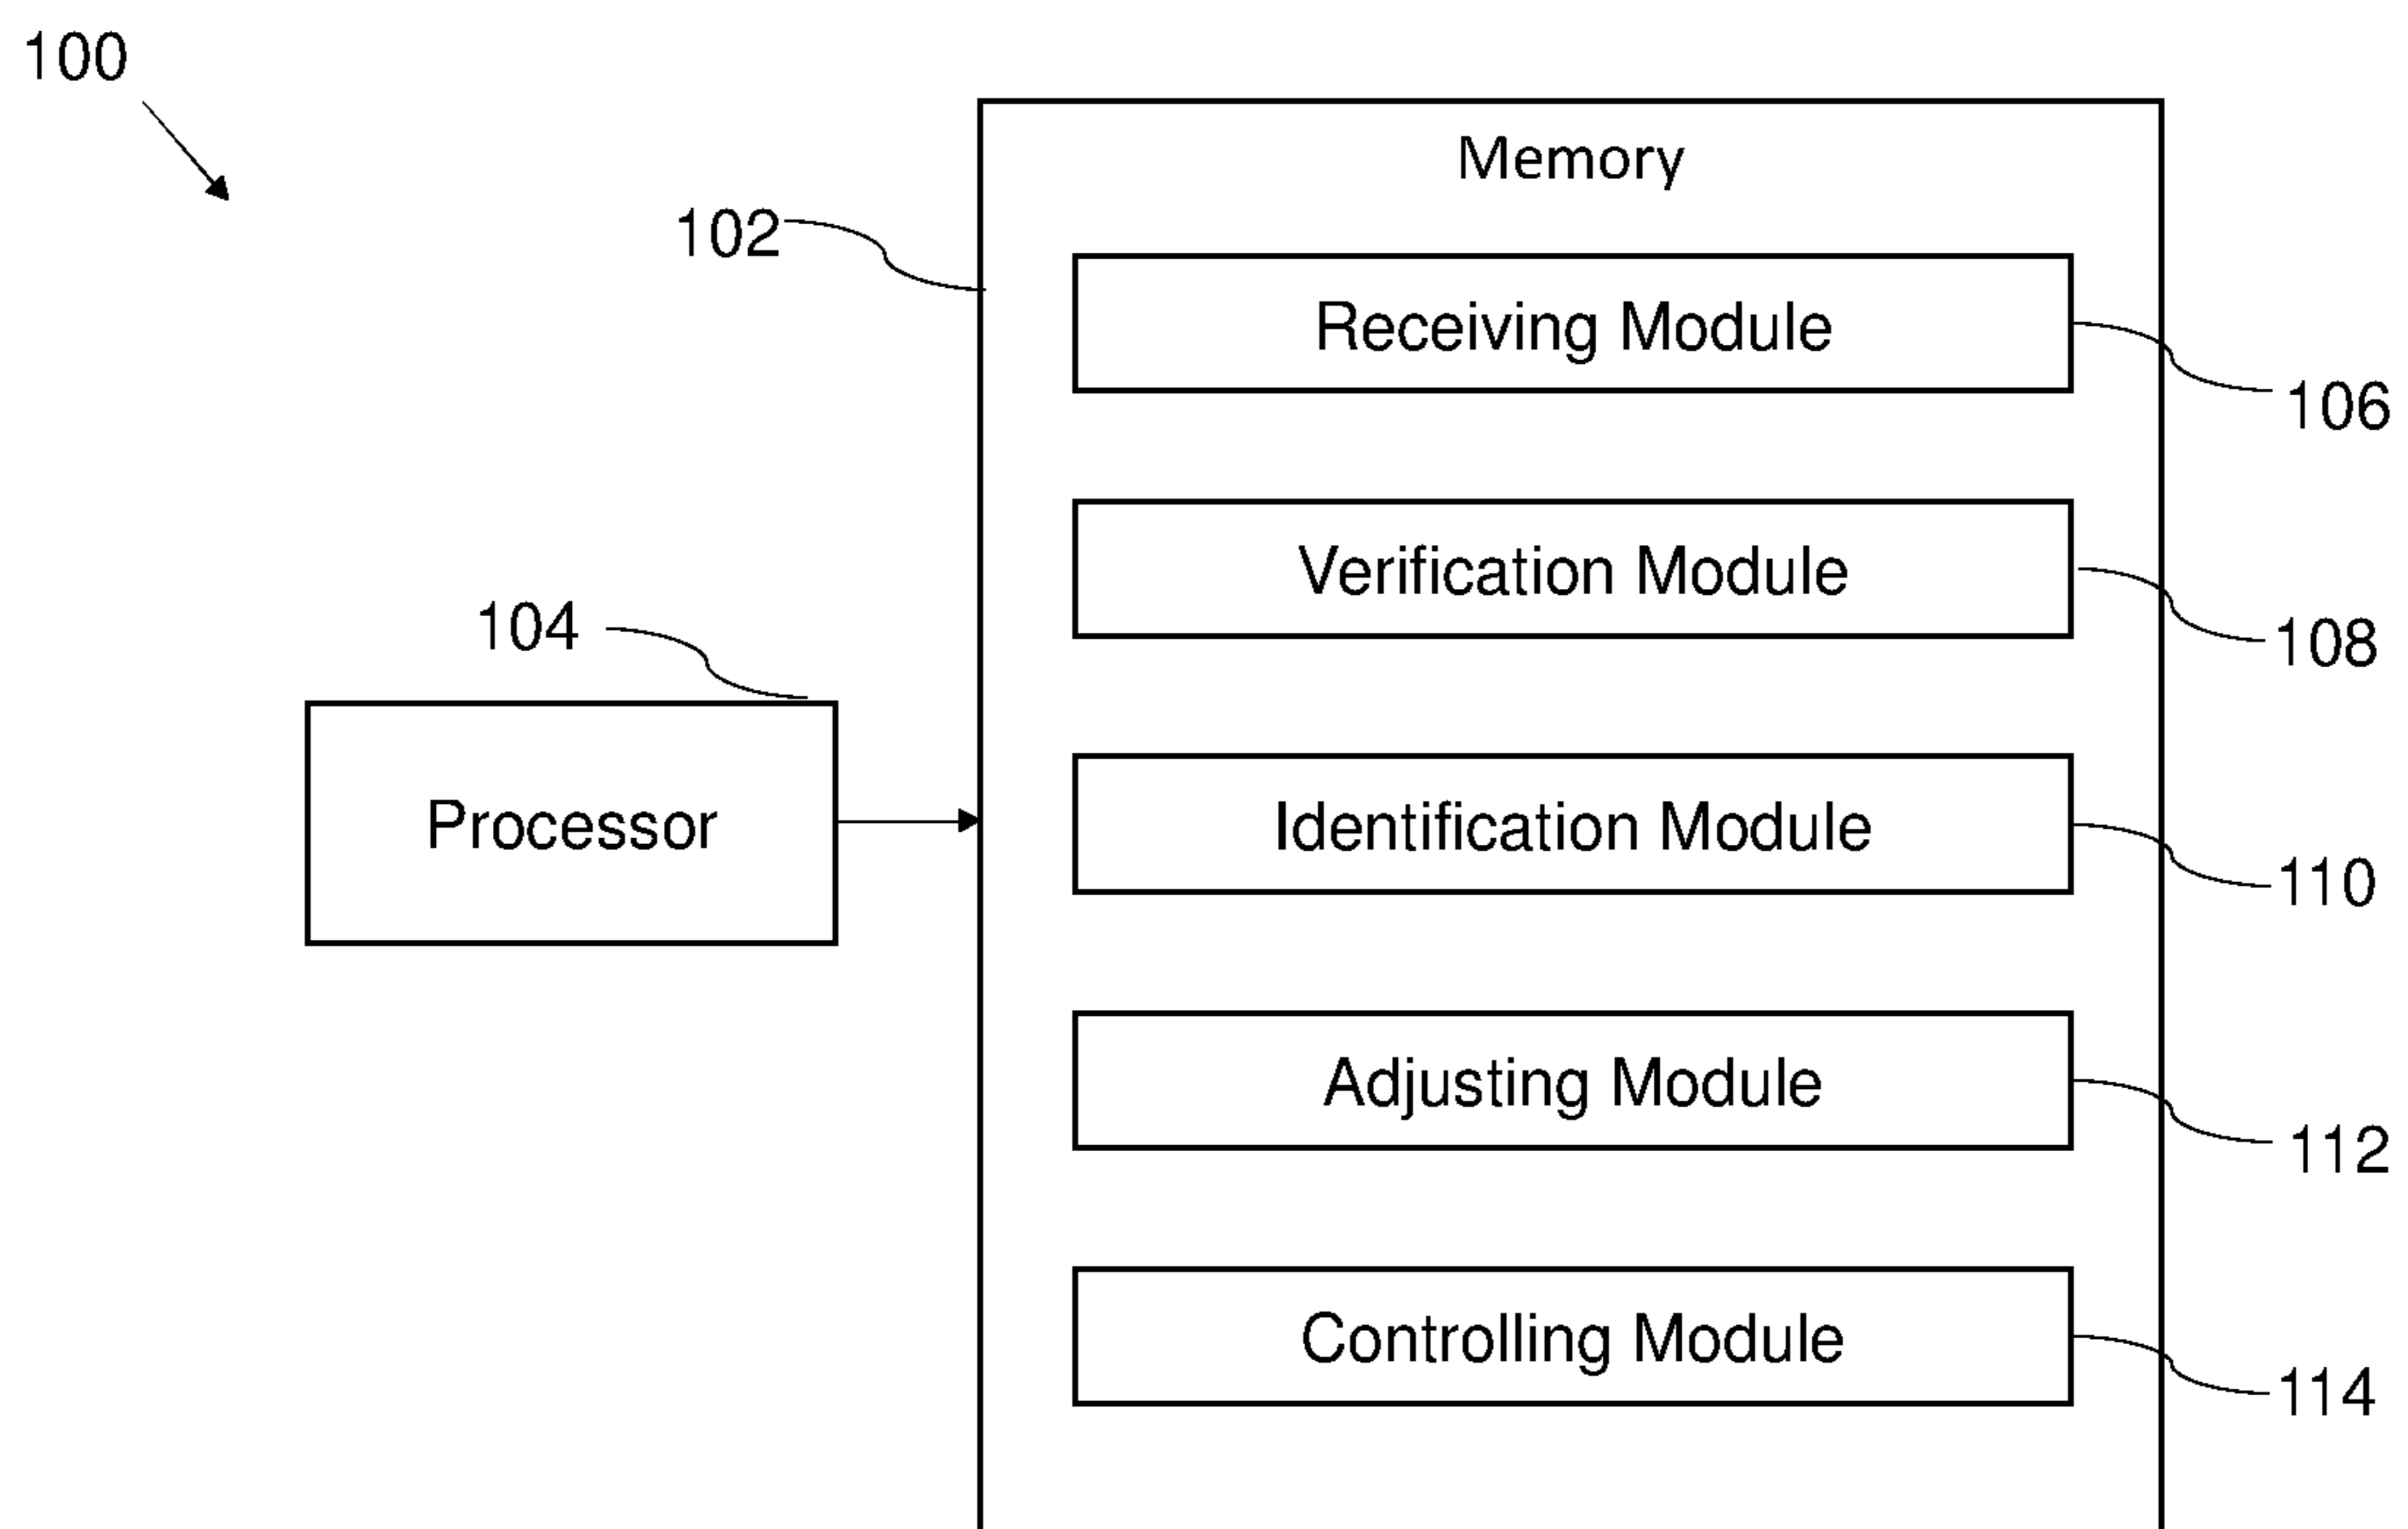 100
Memory
102
Receiving Module
106
Verification Module
108
104
Processor
Identification Module
110
Adjusting Module
112
Controlling Module
114